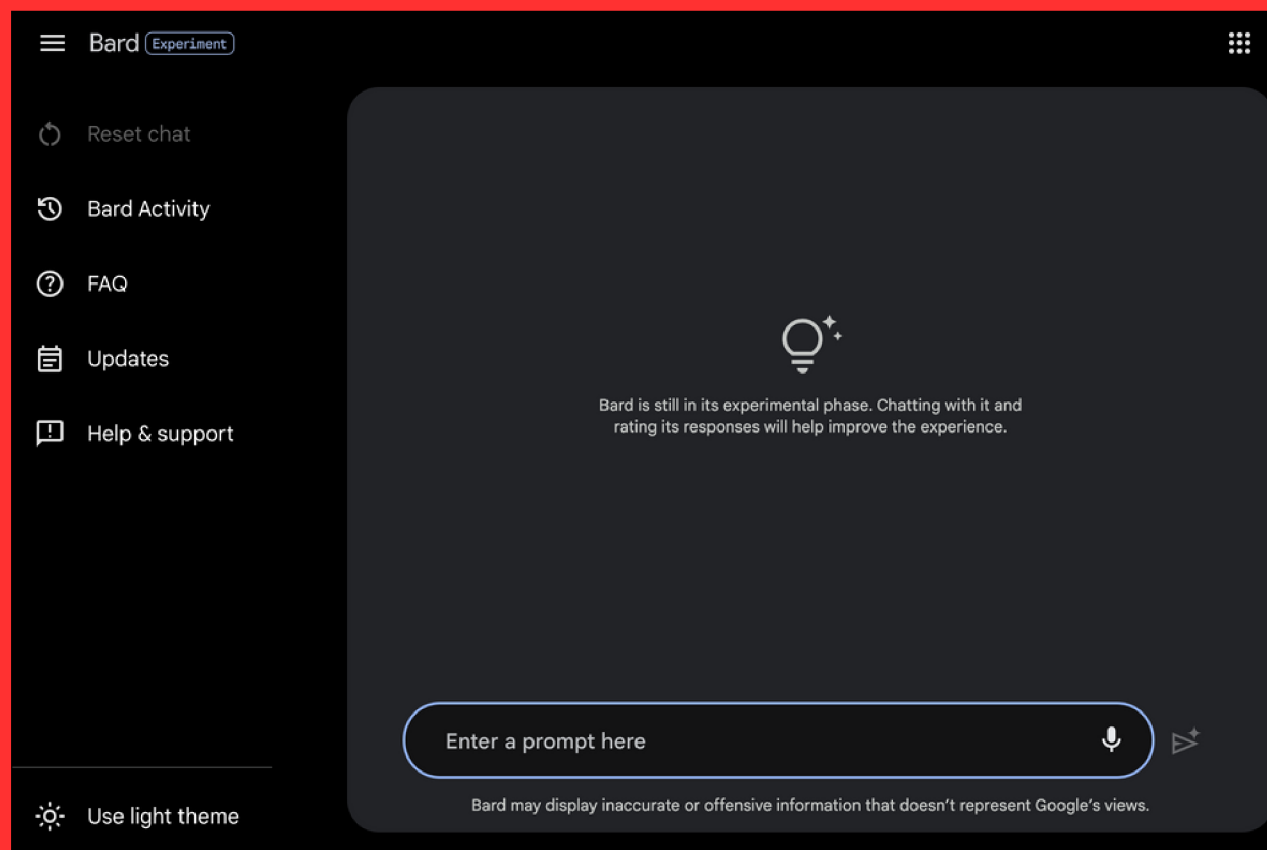 Bard Experiment
Reset chat
Bard Activity
FAQ
Updates
Help & support
Bard is still in its experimental phase. Chatting with it and
rating its responses will help improve the experience.
Enter a prompt here
Bard may display inaccurate or offensive information that doesn’t represent Google’s views.
Use light theme